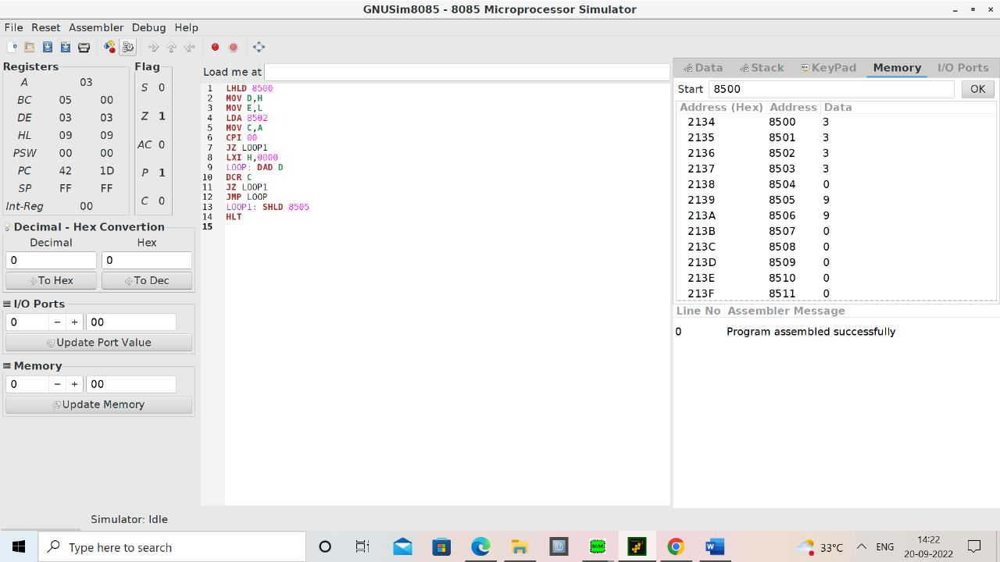 GNUSim8085 - 8085 Microprocessor Simulator
File Reset Assembler Debug Help
Registers
A 03
BC 05 00
DE 03 03
HL 09 09
PSW 00 00
PC 42 1D
SP FF FF
Int-Reg 00
Flag
S 0
Z 1
AC 0
P 1
C 0
Decimal - Hex Convertion
Decimal Hex
0 0
To Hex To Dec
I/O Ports
0 − + 00
Update Port Value
Memory
0 − + 00
Update Memory
Simulator: Idle
Load me at
1 LHLD 8500
2 MOV D,H
3 MOV E,L
4 LDA 8502
5 MOV C,A
6 CPI 00
7 JZ LOOP1
8 LXI H,0000
9 LOOP: DAD D
10 DCR C
11 JZ LOOP1
12 JMP LOOP
13 LOOP1: SHLD 8505
14 HLT
15
Data Stack KeyPad Memory I/O Ports
Start 8500 OK
Address (Hex) Address Data
2134 8500 3
2135 8501 3
2136 8502 3
2137 8503 3
2138 8504 0
2139 8505 9
213A 8506 9
213B 8507 0
213C 8508 0
213D 8509 0
213E 8510 0
213F 8511 0
Line No Assembler Message
0 Program assembled successfully
Type here to search
33°C ENG
14:22
20-09-2022